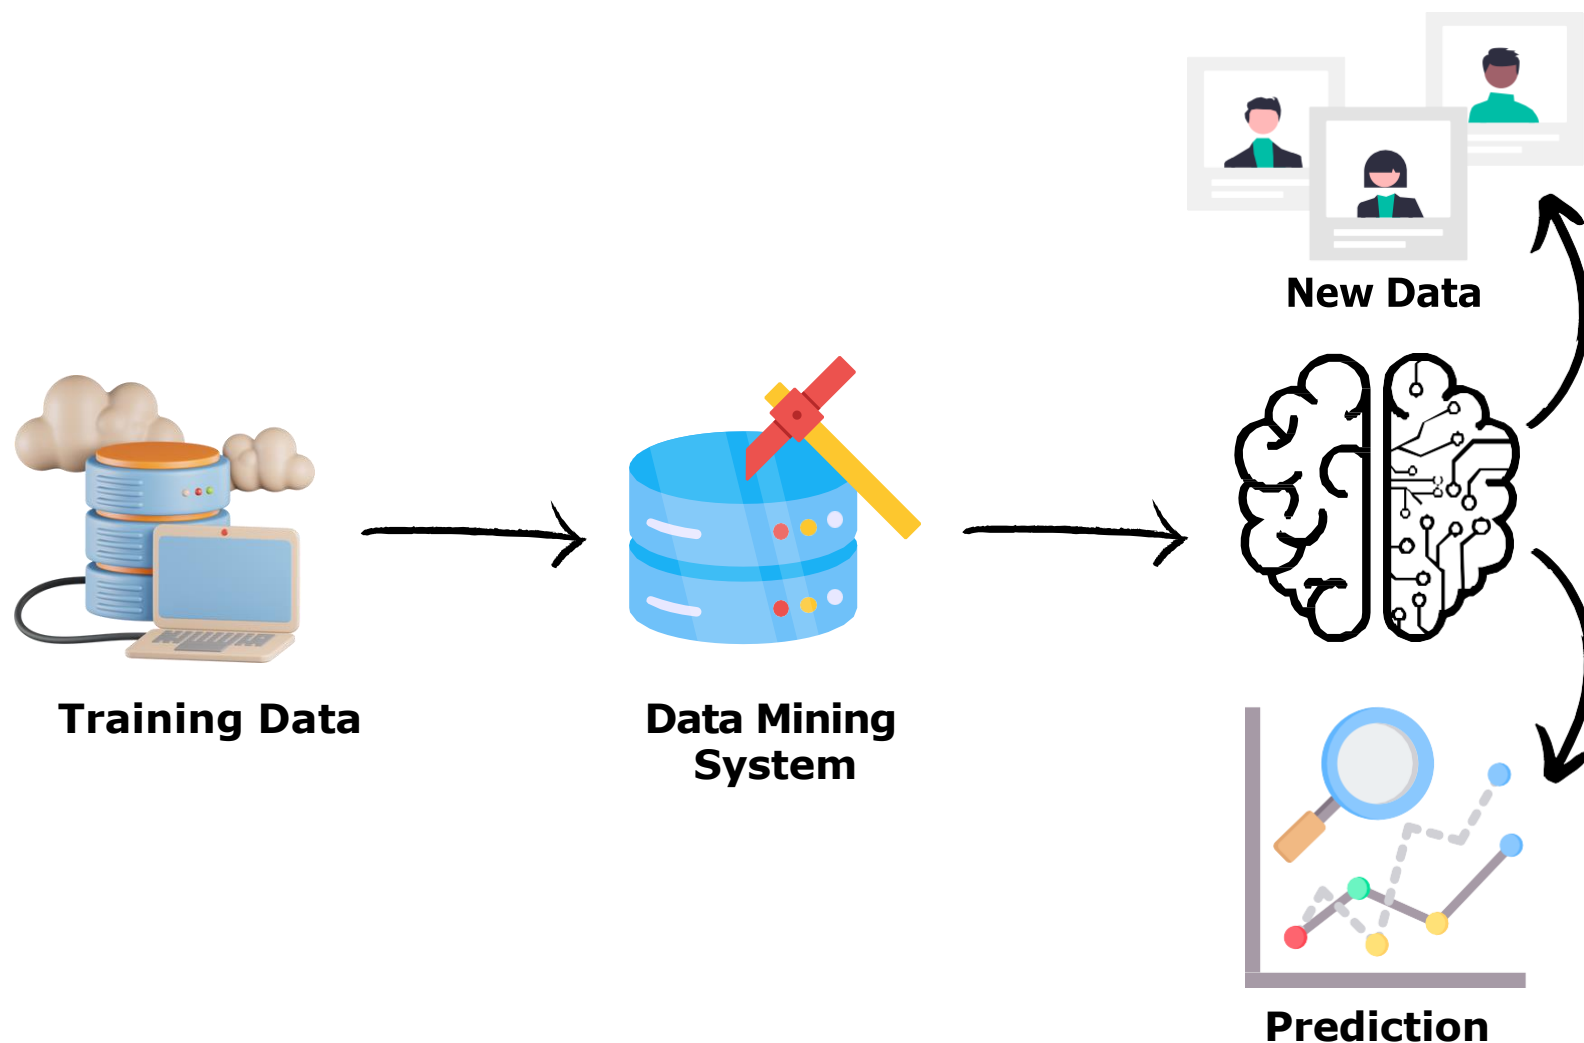 New Data
Training Data
Data Mining
System
Prediction